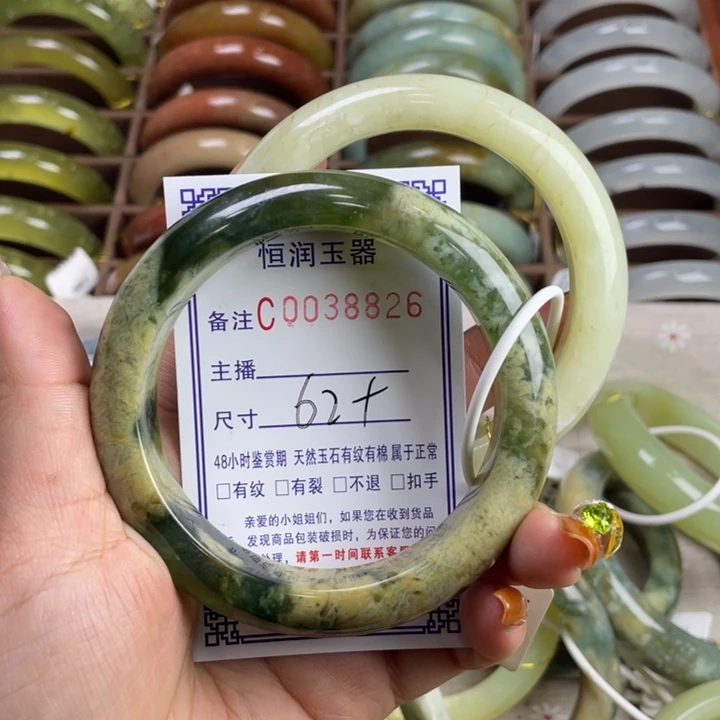 恒润玉器
备注C0038826
主播
尺寸 62+
48小时鉴赏期 天然玉石有纹有棉属于正常
□有纹 □有裂 □不退 □扣手
亲爱的小姐姐们,如果您在收到货品
发现商品包装破损时,为保证您的问
处理,请第一时间联系客服